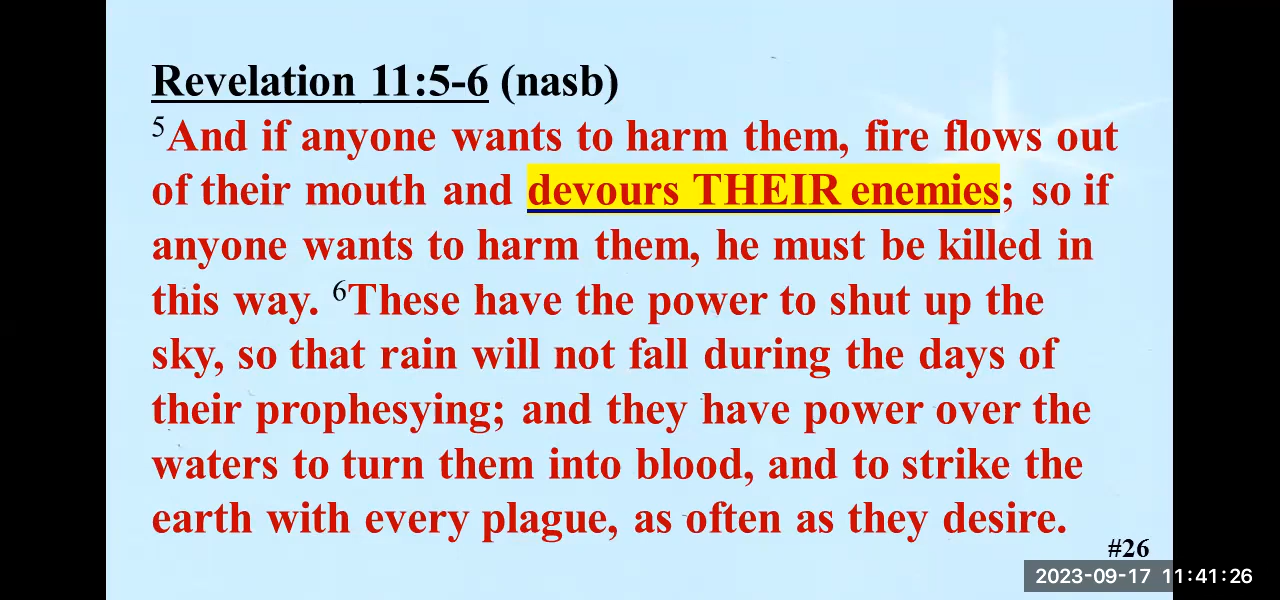 Revelation 11:5-6 (nasb)
5And if anyone wants to harm them, fire flows out
of their mouth and devours THEIR enemies; so if
anyone wants to harm them, he must be killed in
this way. 6These have the power to shut up the
sky, so that rain will not fall during the days of
their prophesying; and they have power over the
waters to turn them into blood, and to strike the
earth with every plague, as often as they desire.
#26
2023-09-17 11:41:26